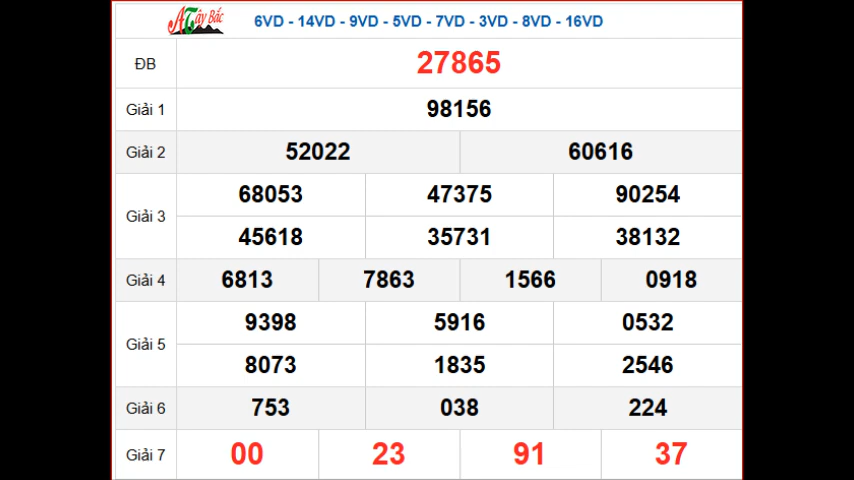 ATây Bắc 6VD - 14VD - 9VD - 5VD - 7VD - 3VD - 8VD - 16VD
ĐB 27865
Giải 1 98156
Giải 2 52022 60616
Giải 3 68053 47375 90254
45618 35731 38132
Giải 4 6813 7863 1566 0918
Giải 5 9398 5916 0532
8073 1835 2546
Giải 6 753 038 224
Giải 7 00 23 91 37